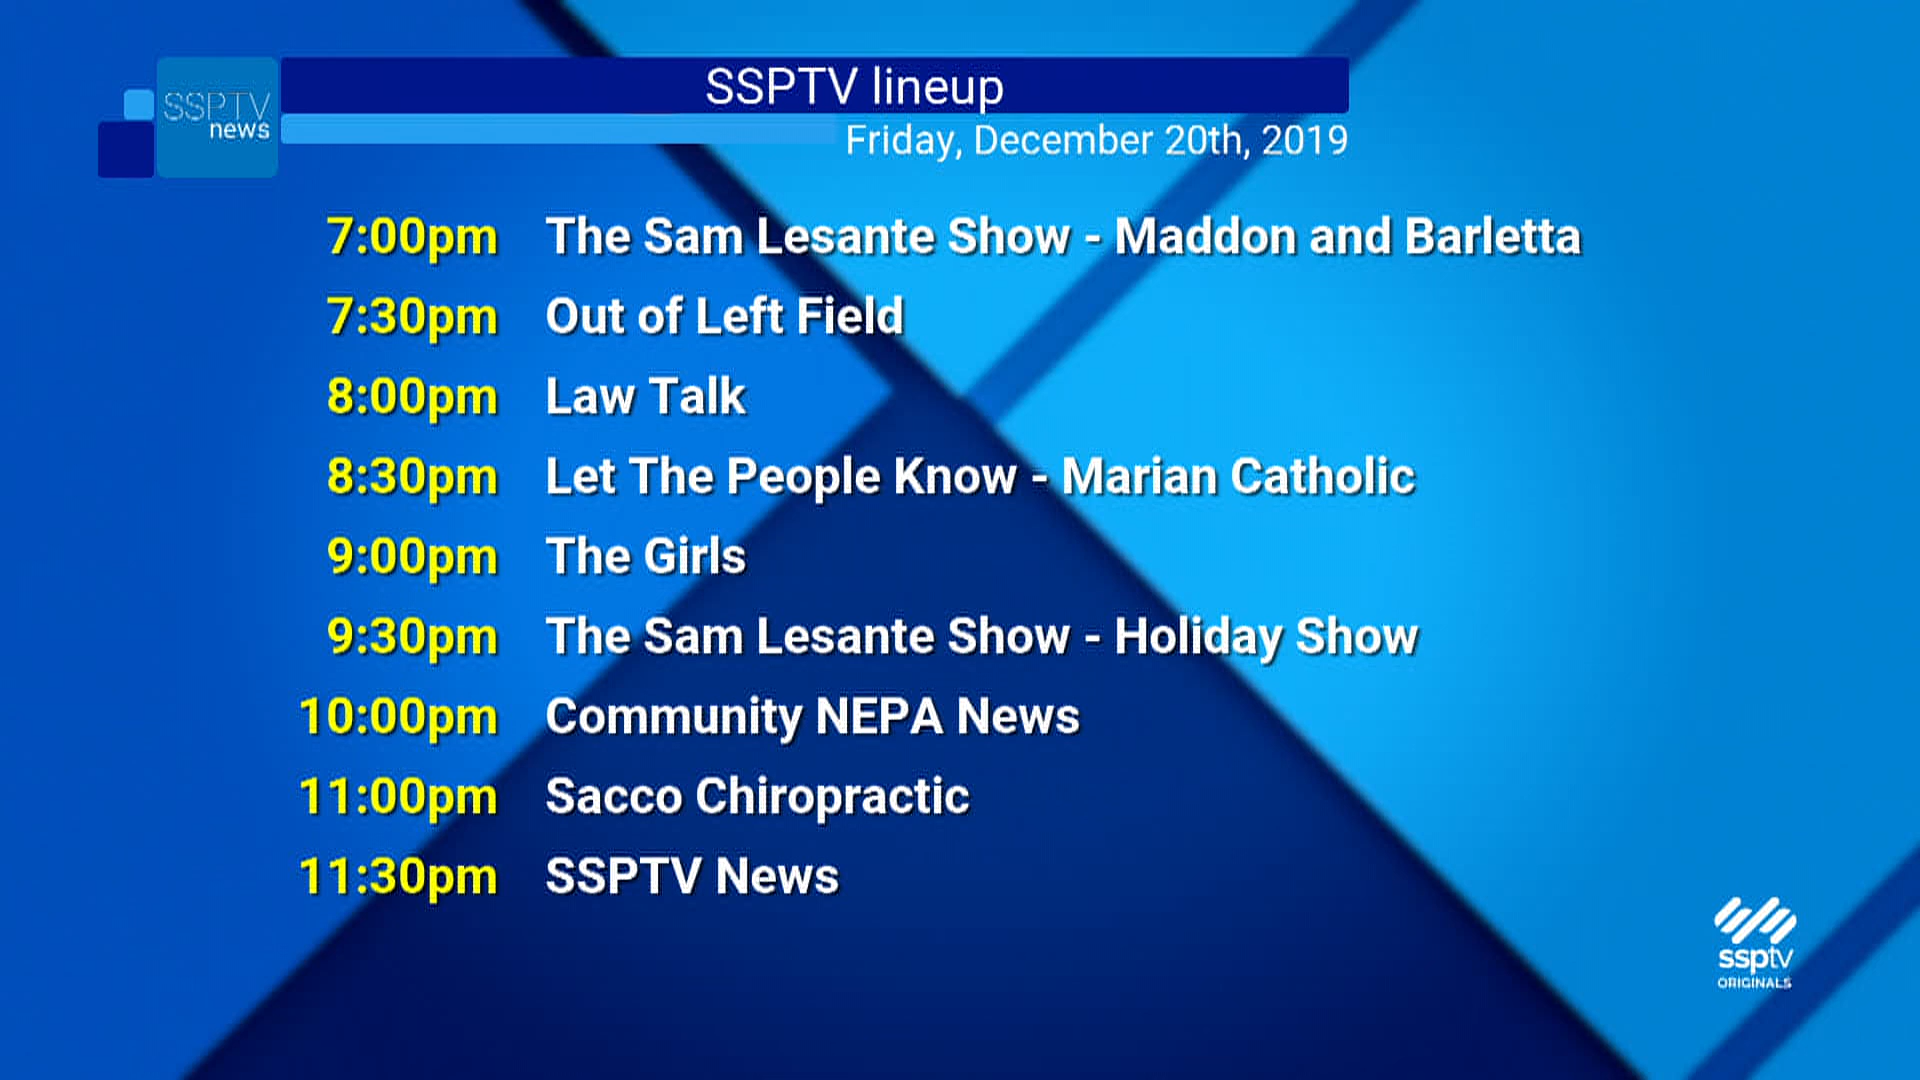 SSPTV
news
SSPTV lineup
Friday, December 20th, 2019
7:00pm The Sam Lesante Show - Maddon and Barletta
7:30pm Out of Left Field
8:00pm Law Talk
8:30pm Let The People Know - Marian Catholic
9:00pm The Girls
9:30pm The Sam Lesante Show - Holiday Show
10:00pm Community NEPA News
11:00pm Sacco Chiropractic
11:30pm SSPTV News
ssptv
ORIGINALS